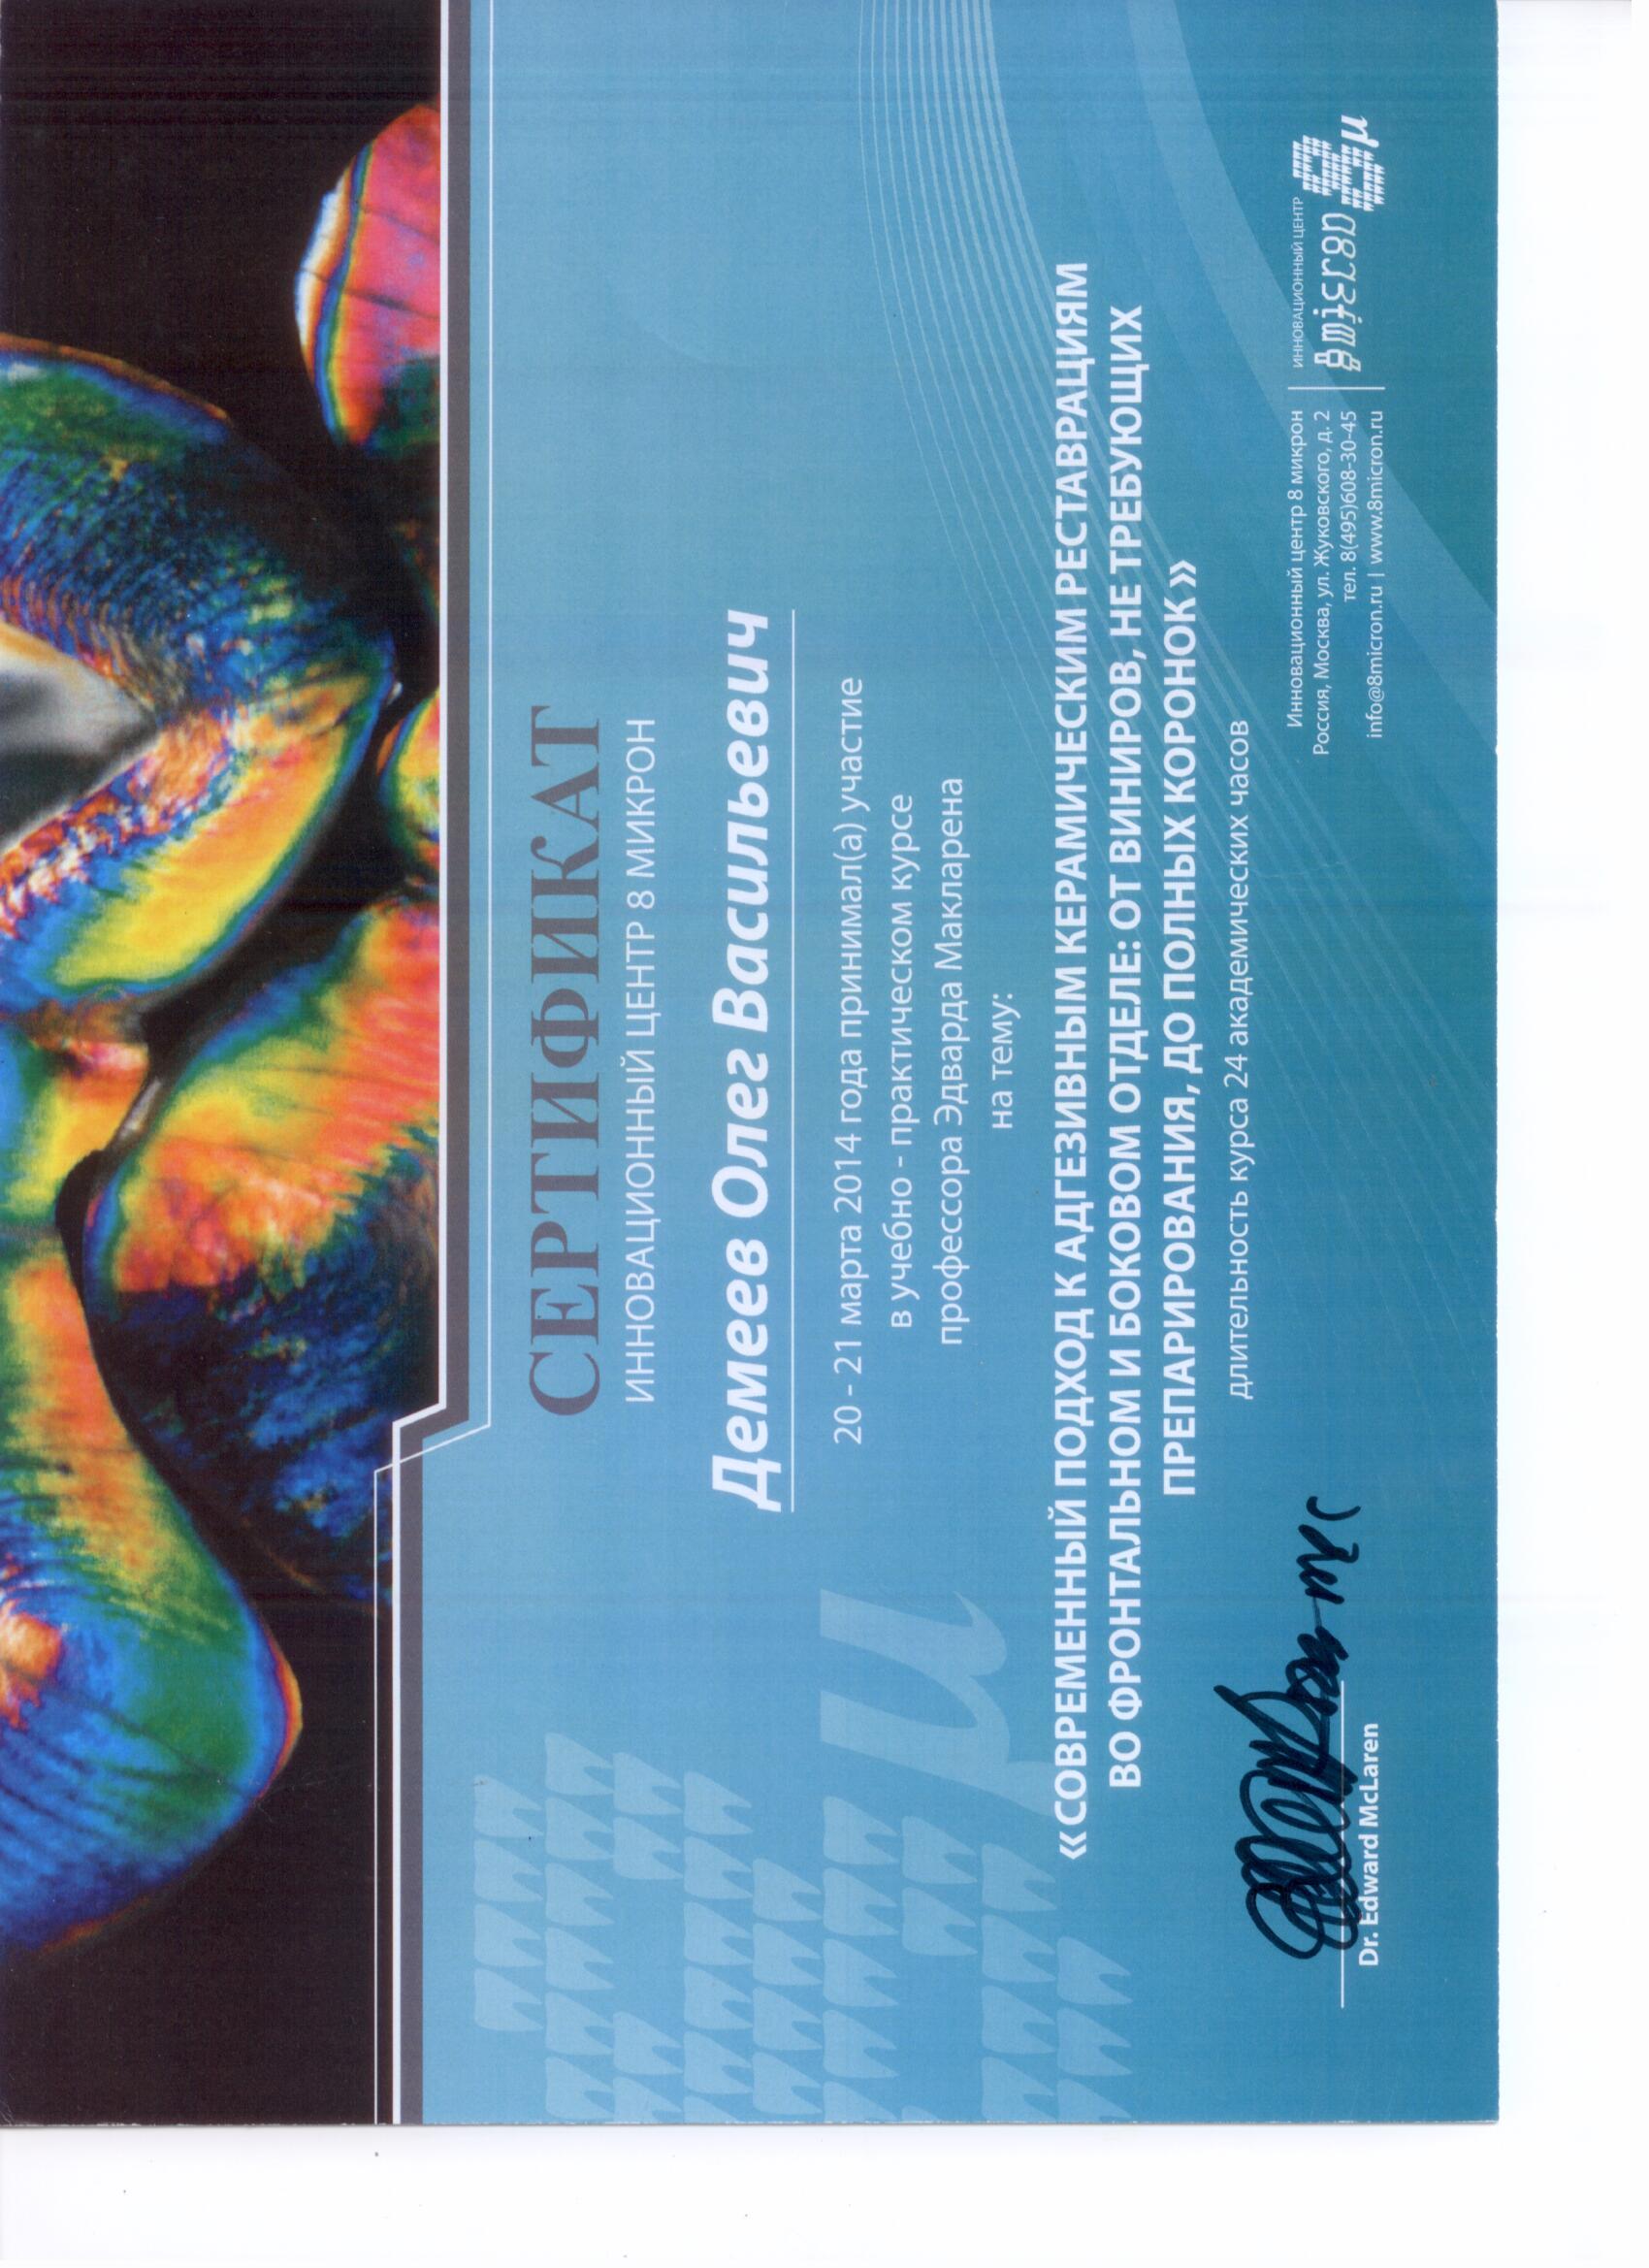 СЕРТИФИКАТ
ИННОВАЦИОННЫЙ ЦЕНТР 8 МИКРОН
Демеев Олег Васильевич
20 - 21 марта 2014 года принимал(а) участие
в учебно - практическом курсе
профессора Эдварда Макларена
на тему:
«СОВРЕМЕННЫЙ ПОДХОД К АДГЕЗИВНЫМ КЕРАМИЧЕСКИМ РЕСТАВРАЦИЯМ
ВО ФРОНТАЛЬНОМ И БОКОВОМ ОТДЕЛЕ: ОТ ВИНИРОВ, НЕ ТРЕБУЮЩИХ
ПРЕПАРИРОВАНИЯ, ДО ПОЛНЫХ КОРОНОК»
длительность курса 24 академических часов
µ
Dr. Edward McLaren
Инновационный центр 8 микрон
Россия, Москва, ул. Жуковского, д. 2
тел. 8(495)608-30-45
info@8micron.ru | www.8micron.ru
ИННОВАЦИОННЫЙ ЦЕНТР
8micron
µ